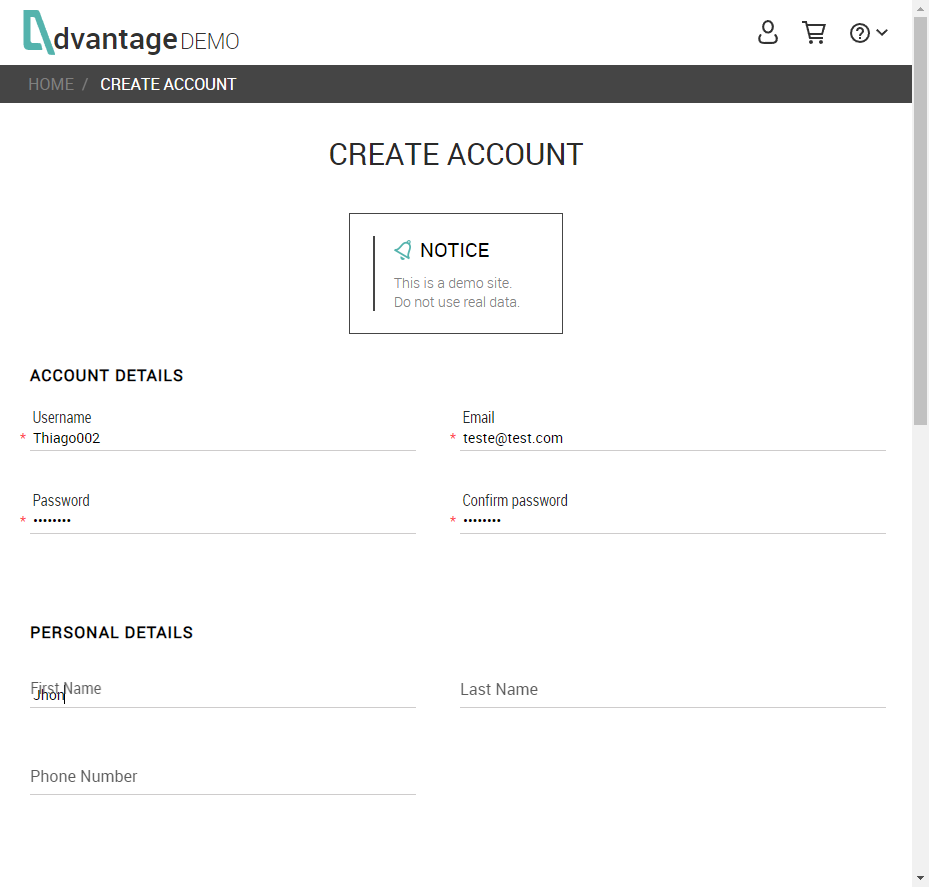 dvantage DEMO
HOME / CREATE ACCOUNT
CREATE ACCOUNT
NOTICE
This is a demo site.
Do not use real data.
ACCOUNT DETAILS
Username Email
* Thiago002 * teste@test.com
Password Confirm password
* •••••••• * ••••••••
PERSONAL DETAILS
First Name Last Name
Jhon
Phone Number